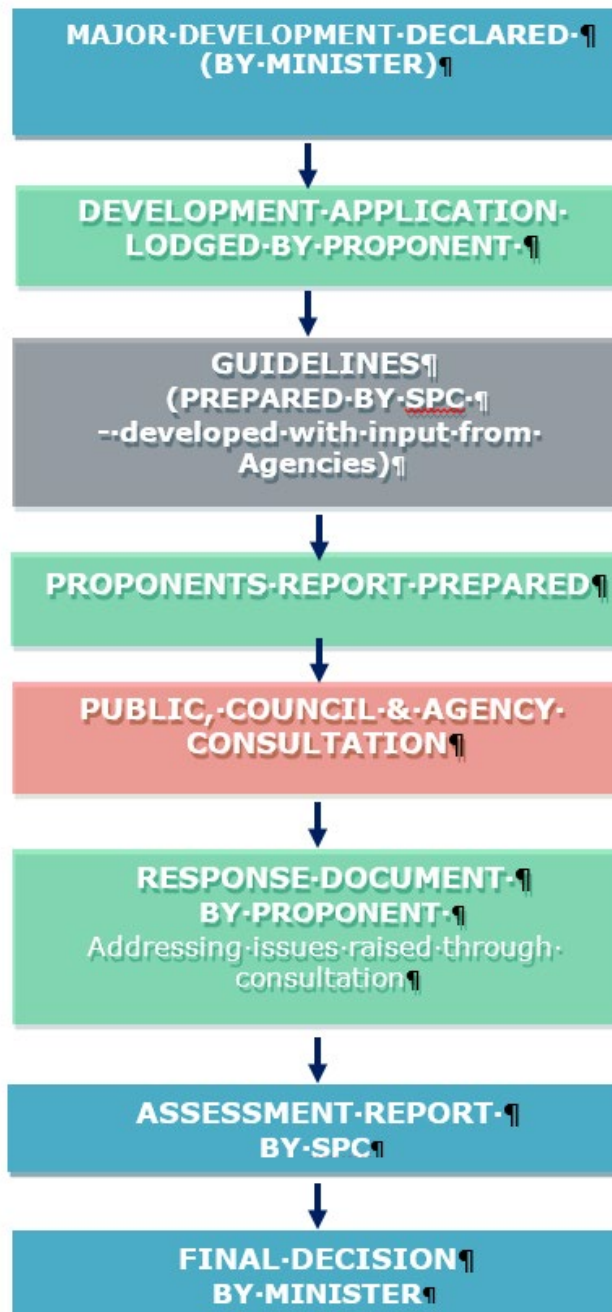 MAJOR·DEVELOPMENT·DECLARED·¶
(BY·MINISTER)¶
DEVELOPMENT·APPLICATION·
LODGED·BY·PROPONENT·¶
GUIDELINES¶
(PREPARED·BY·SPC·¶
-·developed·with·input·from·
Agencies)¶
PROPONENTS·REPORT·PREPARED¶
PUBLIC,·COUNCIL·&·AGENCY·
CONSULTATION¶
RESPONSE·DOCUMENT·¶
BY·PROPONENT·¶
Addressing·issues·raised·through·
consultation¶
ASSESSMENT·REPORT·¶
BY·SPC¶
FINAL·DECISION¶
BY·MINISTER¶